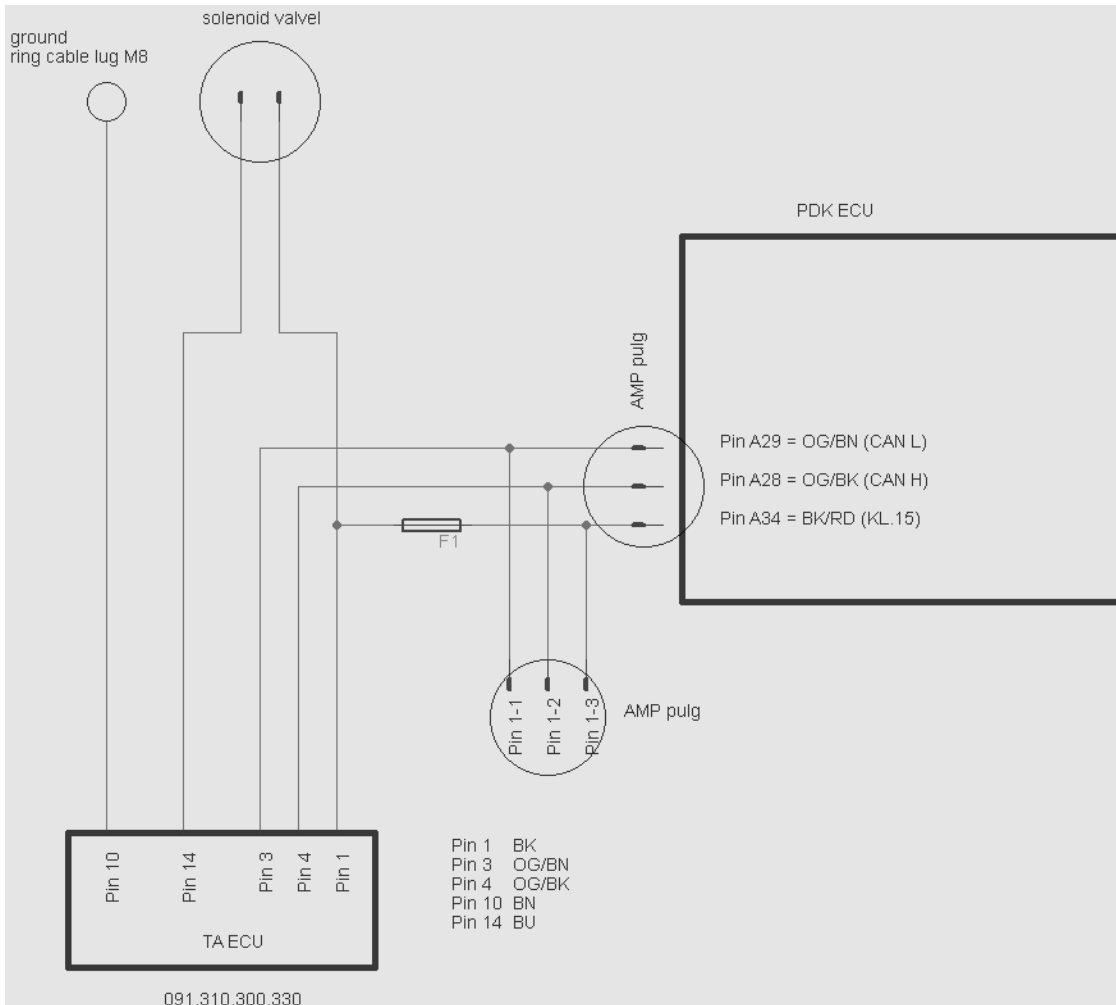 solenoid valvel
ground
ring cable lug M8
PDK ECU
AMP pulg
Pin A29 = OG/BN (CAN L)
Pin A28 = OG/BK (CAN H)
Pin A34 = BK/RD (KL.15)
F1
Pin 1-1
Pin 1-2
Pin 1-3
AMP pulg
Pin 1 BK
Pin 3 OG/BN
Pin 4 OG/BK
Pin 10 BN
Pin 14 BU
Pin 10
Pin 14
Pin 3
Pin 4
Pin 1
TA ECU
091.310.300.330